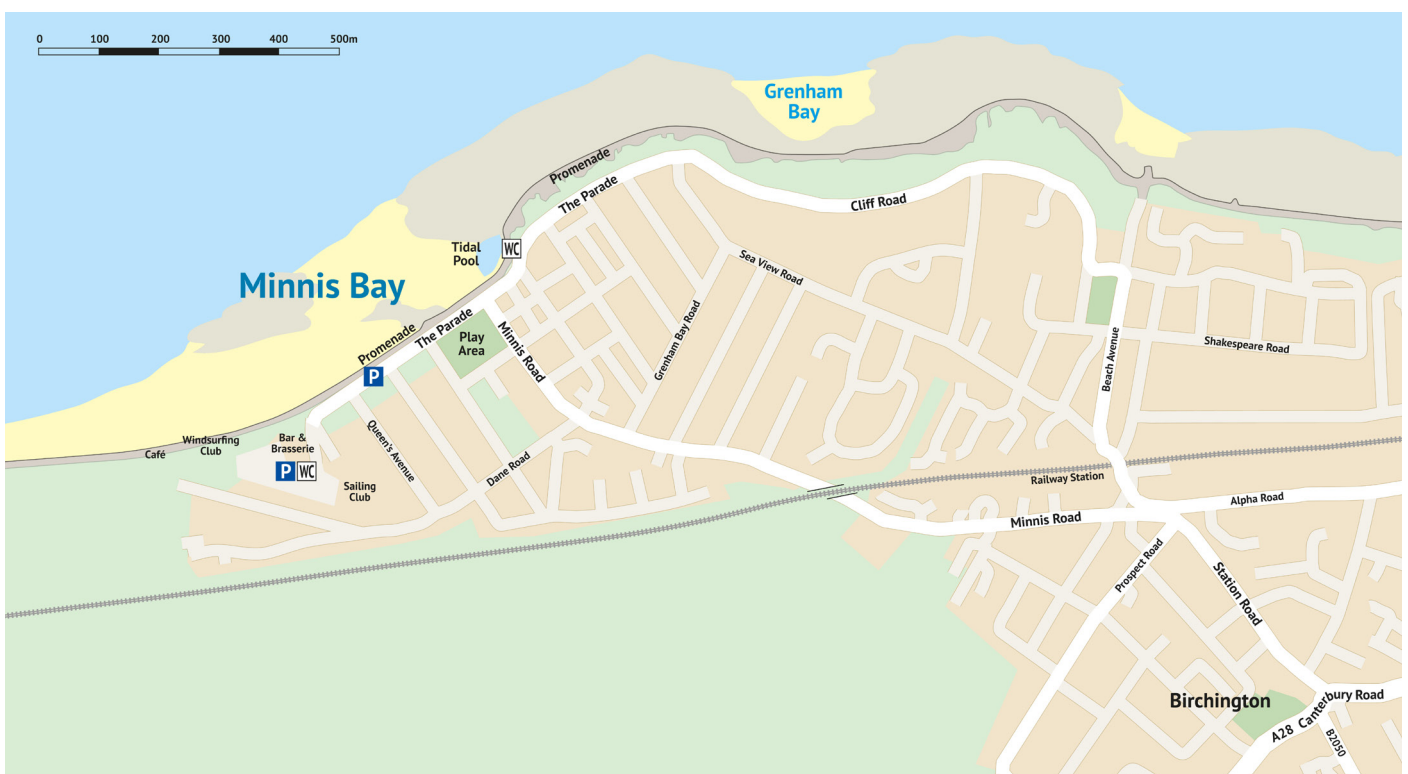 0 100 200 300 400 500m
Grenham
Bay
Promenade
The Parade
Cliff Road
Tidal
Pool
WC
Sea View Road
Minnis Bay
Promenade
The Parade
Play
Area
Minnis Road
Grenham Bay Road
Beach Avenue
Shakespeare Road
P
Queen's Avenue
Windsurfing
Club
Café
Bar &
Brasserie
P WC
Sailing
Club
Dane Road
Railway Station
Minnis Road
Alpha Road
Prospect Road
Station Road
Birchington
A28 Canterbury Road
B2050